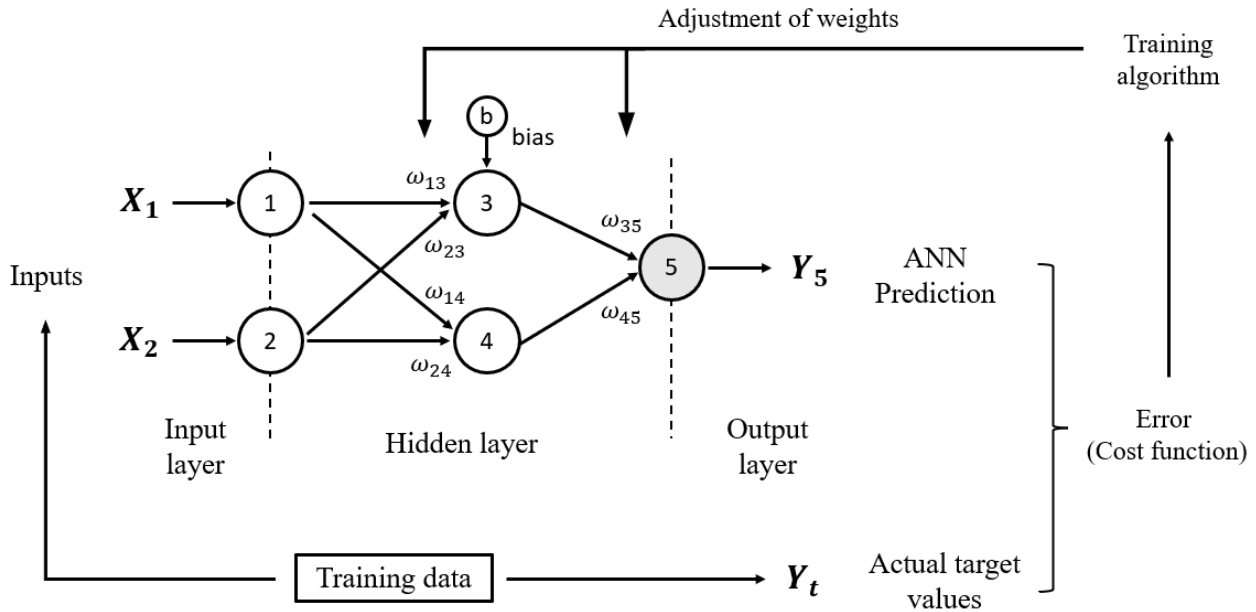 Adjustment of weights
Training
algorithm
b
bias
X₁
1
ω₁₃
3
ω₃₅
ω₂₃
Inputs
5
Y₅
ANN
Prediction
ω₁₄
X₂
2
4
ω₄₅
ω₂₄
Input
layer
Hidden layer
Output
layer
Error
(Cost function)
Training data
Yₜ
Actual target
values